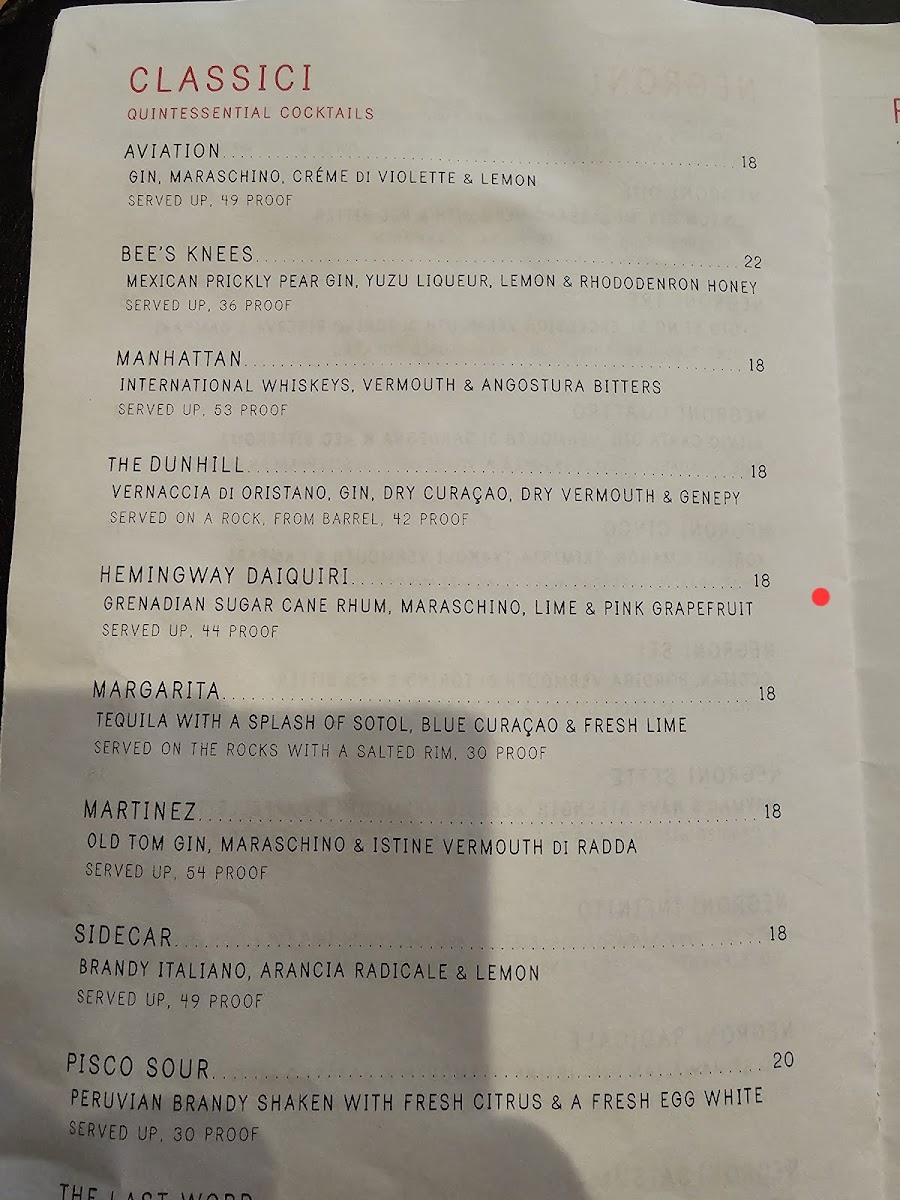 CLASSICI
QUINTESSENTIAL COCKTAILS
AVIATION 18
GIN, MARASCHINO, CRÉME DI VIOLETTE & LEMON
SERVED UP, 49 PROOF
BEE'S KNEES 22
MEXICAN PRICKLY PEAR GIN, YUZU LIQUEUR, LEMON & RHODODENRON HONEY
SERVED UP, 36 PROOF
MANHATTAN 18
INTERNATIONAL WHISKEYS, VERMOUTH & ANGOSTURA BITTERS
SERVED UP, 53 PROOF
THE DUNHILL 18
VERNACCIA DI ORISTANO, GIN, DRY CURAÇAO, DRY VERMOUTH & GENEPY
SERVED ON A ROCK, FROM BARREL, 42 PROOF
HEMINGWAY DAIQUIRI 18
GRENADIAN SUGAR CANE RHUM, MARASCHINO, LIME & PINK GRAPEFRUIT
SERVED UP, 44 PROOF
MARGARITA 18
TEQUILA WITH A SPLASH OF SOTOL, BLUE CURAÇAO & FRESH LIME
SERVED ON THE ROCKS WITH A SALTED RIM, 30 PROOF
MARTINEZ 18
OLD TOM GIN, MARASCHINO & ISTINE VERMOUTH DI RADDA
SERVED UP, 54 PROOF
SIDECAR 18
BRANDY ITALIANO, ARANCIA RADICALE & LEMON
SERVED UP, 49 PROOF
PISCO SOUR 20
PERUVIAN BRANDY SHAKEN WITH FRESH CITRUS & A FRESH EGG WHITE
SERVED UP, 30 PROOF
THE LAST WORD